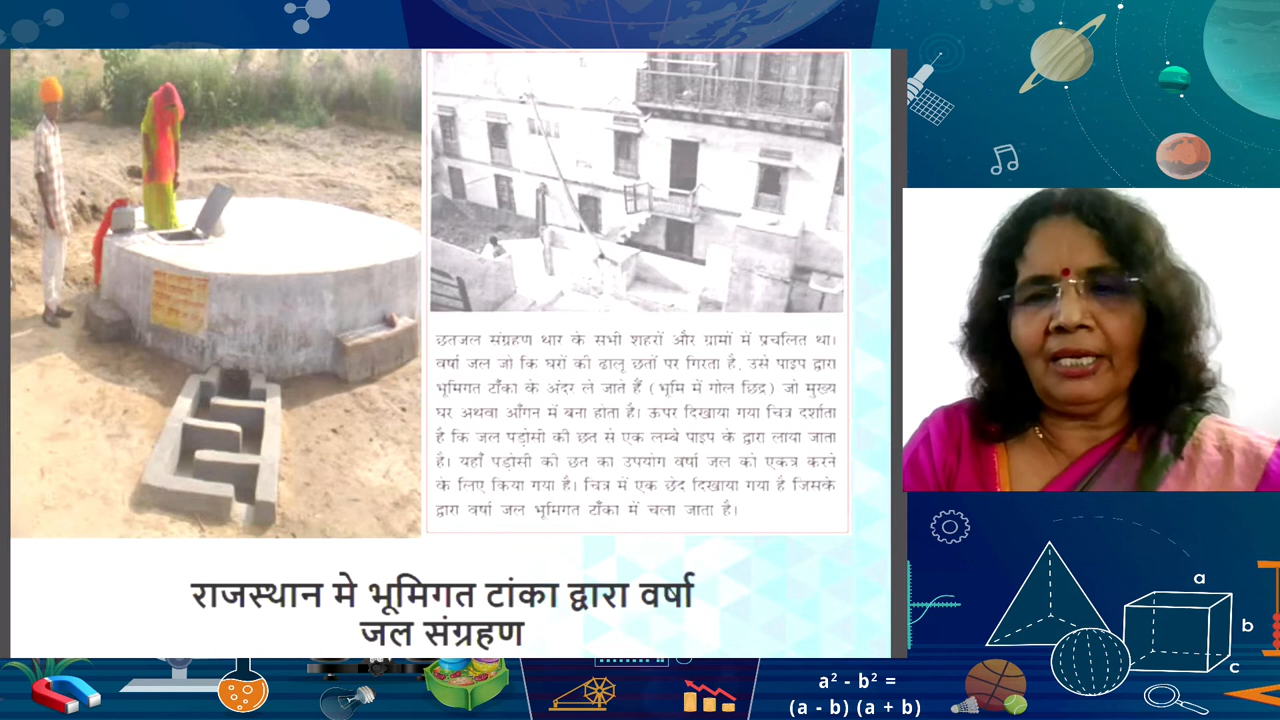 छतजल संग्रहण थार के सभी शहरों और ग्रामों में प्रचलित था।
वर्षा जल जो कि घरों की ढालू छतों पर गिरता है, उसे पाइप द्वारा
भूमिगत टाँका के अंदर ले जाते हैं (भूमि में गोल छिद्र) जो मुख्य
घर अथवा आँगन में बना होता है। ऊपर दिखाया गया चित्र दर्शाता
है कि जल पड़ोसी की छत से एक लम्बे पाइप के द्वारा लाया जाता
है। यहाँ पड़ोसी की छत का उपयोग वर्षा जल को एकत्र करने
के लिए किया गया है। चित्र में एक छेद दिखाया गया है जिसके
द्वारा वर्षा जल भूमिगत टाँका में चला जाता है।
राजस्थान मे भूमिगत टांका द्वारा वर्षा
जल संग्रहण
a
b
c
a² - b² =
(a - b) (a + b)